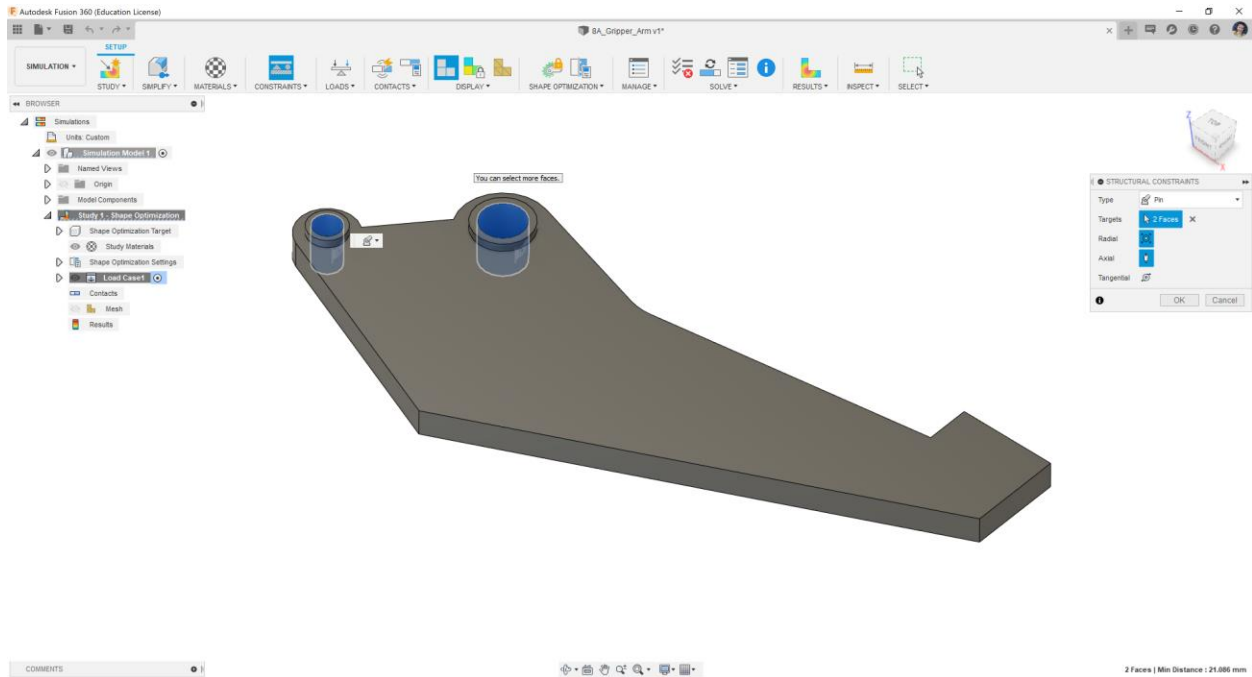 Autodesk Fusion 360 (Education License)
8A_Gripper_Arm v1*
SETUP
SIMULATION
STUDY
SIMPLIFY
MATERIALS
CONSTRAINTS
LOADS
CONTACTS
DISPLAY
SHAPE OPTIMIZATION
MANAGE
SOLVE
RESULTS
INSPECT
SELECT
BROWSER
Simulations
Units: Custom
Simulation Model 1
Named Views
Origin
Model Components
Study 1 - Shape Optimization
Shape Optimization Target
Study Materials
Shape Optimization Settings
Load Case1
Contacts
Mesh
Results
You can select more faces.
Z
TOP
X
STRUCTURAL CONSTRAINTS
Type Pin
Targets 2 Faces
Radial
Axial
Tangential
OK Cancel
COMMENTS
2 Faces | Min Distance : 21.086 mm